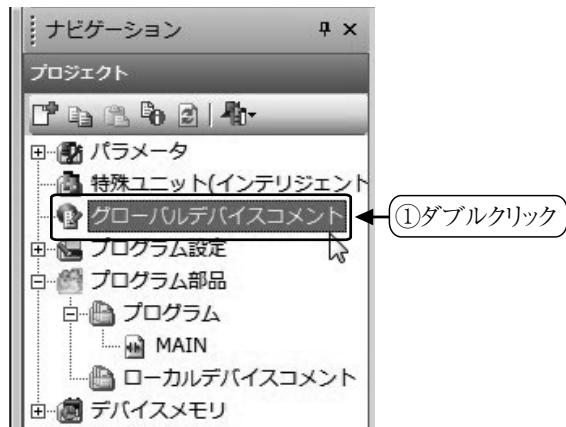 ナビゲーション
プロジェクト
パラメータ
特殊ユニット(インテリジェント
グローバルデバイスコメント
①ダブルクリック
プログラム設定
プログラム部品
プログラム
MAIN
ローカルデバイスコメント
デバイスメモリ